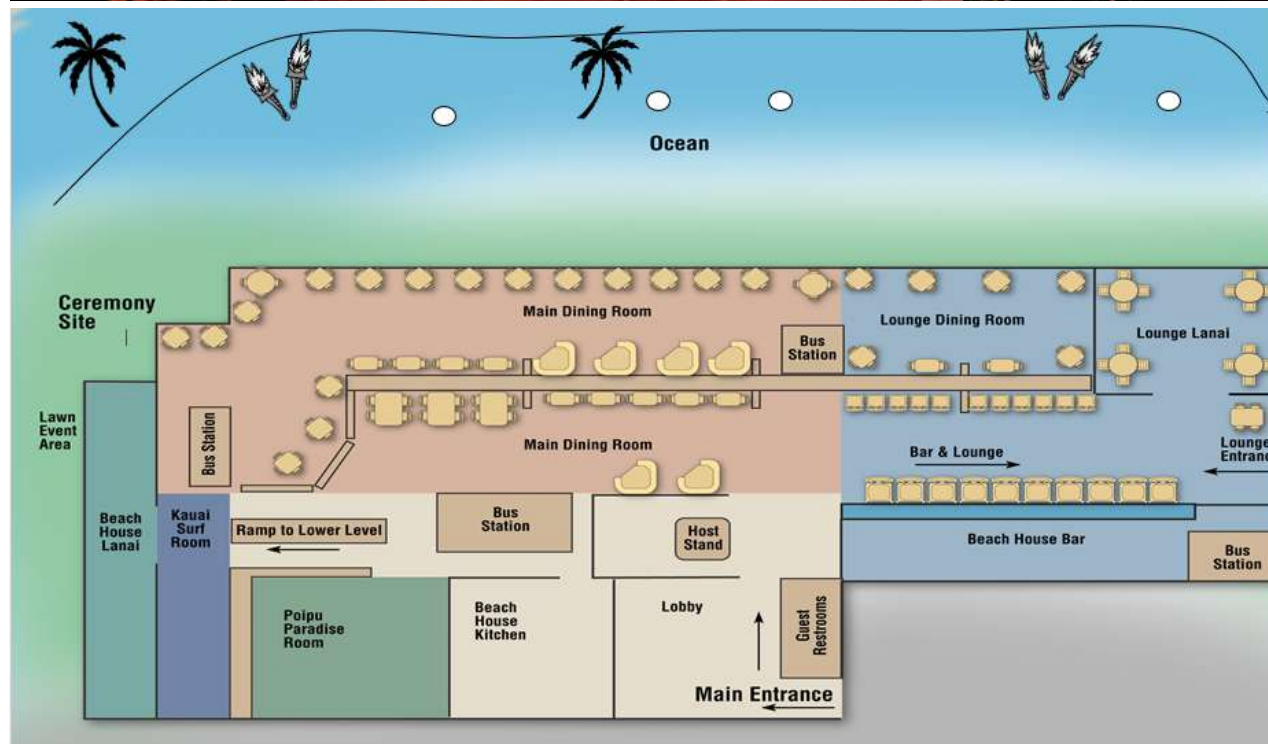 Ocean
Ceremony
Site
Main Dining Room
Lounge Dining Room
Lounge Lanai
Bus
Station
Lawn
Event
Area
Bus Station
Main Dining Room
Bar & Lounge
Lounge
Entrance
Beach
House
Lanai
Kauai
Surf
Room
Ramp to Lower Level
Bus
Station
Host
Stand
Beach House Bar
Bus
Station
Poipu
Paradise
Room
Beach
House
Kitchen
Lobby
Guest
Restrooms
Main Entrance